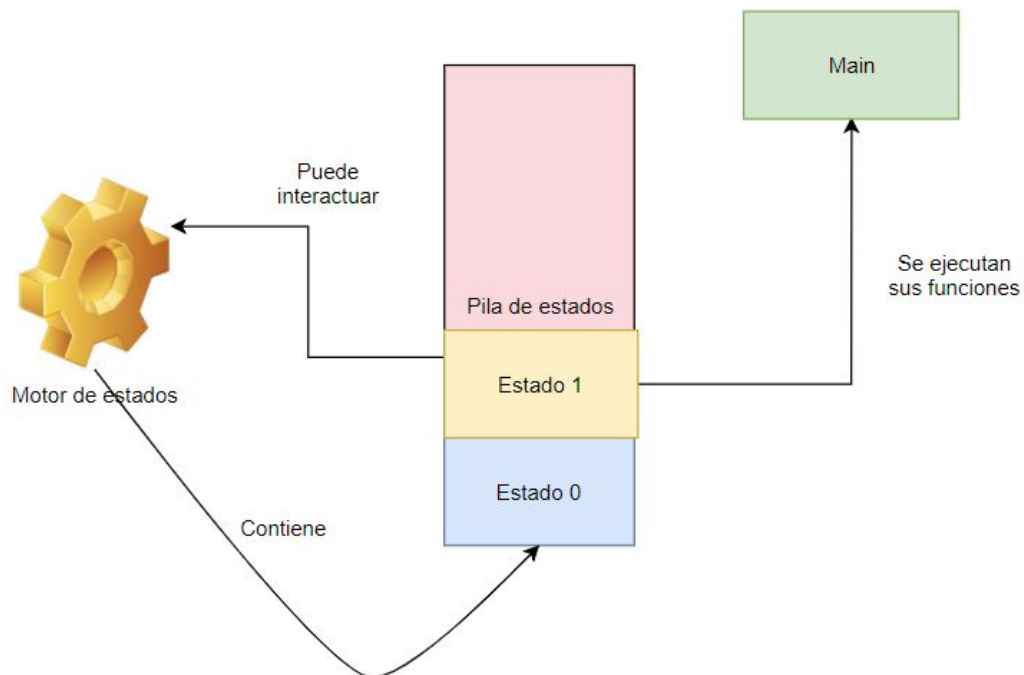 Main
Puede
interactuar
Se ejecutan
sus funciones
Pila de estados
Estado 1
Motor de estados
Estado 0
Contiene